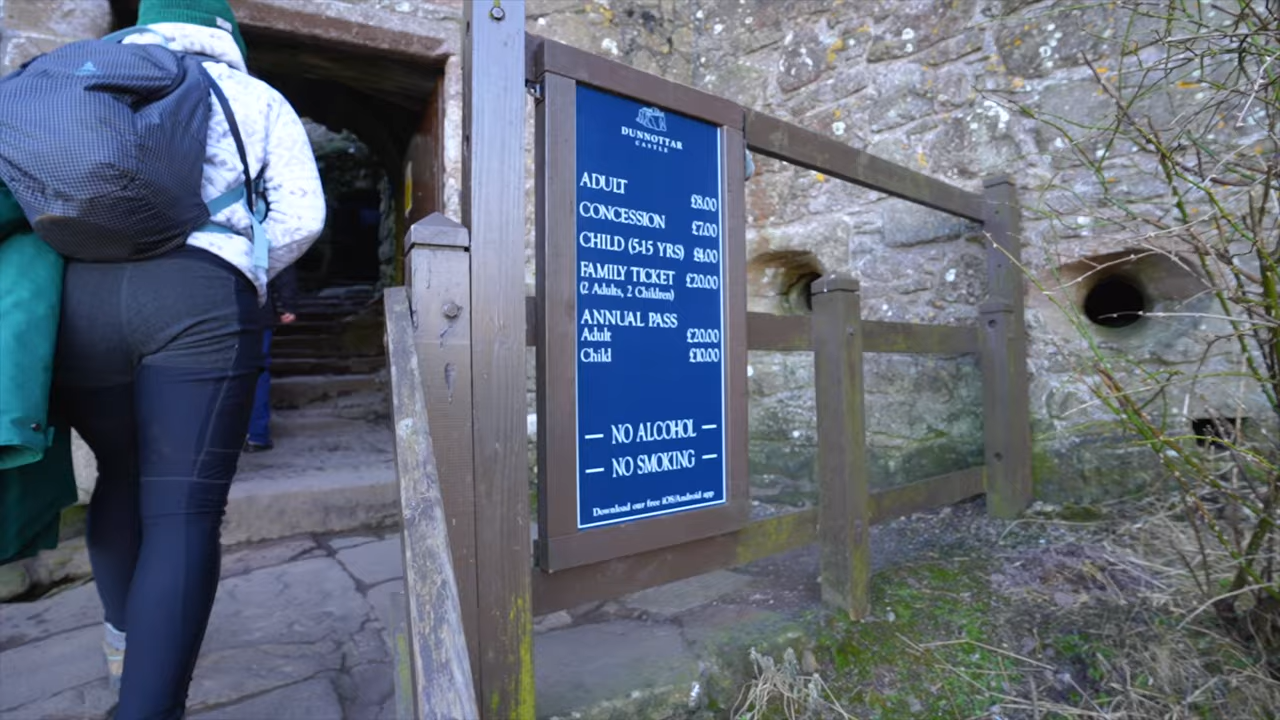 DUNNOTTAR
CASTLE
ADULT £8.00
CONCESSION £7.00
CHILD (5-15 YRS) £4.00
FAMILY TICKET £20.00
(2 Adults, 2 Children)
ANNUAL PASS
Adult £20.00
Child £10.00
— NO ALCOHOL —
— NO SMOKING —
Download our free iOS/Android app